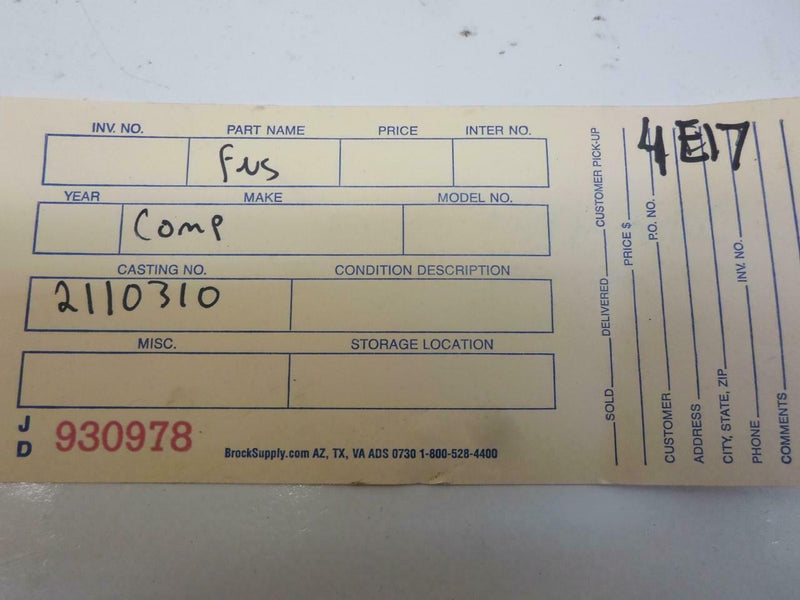 INV. NO. PART NAME PRICE INTER NO.
Fus
YEAR MAKE MODEL NO.
Comp
CASTING NO. CONDITION DESCRIPTION
2110310
MISC. STORAGE LOCATION
JD 930978
BrockSupply.com AZ, TX, VA ADS 0730 1-800-528-4400
4E17
SOLD DELIVERED CUSTOMER PICK-UP
PRICE $
CUSTOMER P.O. NO.
ADDRESS
CITY, STATE, ZIP
PHONE INV. NO.
COMMENTS